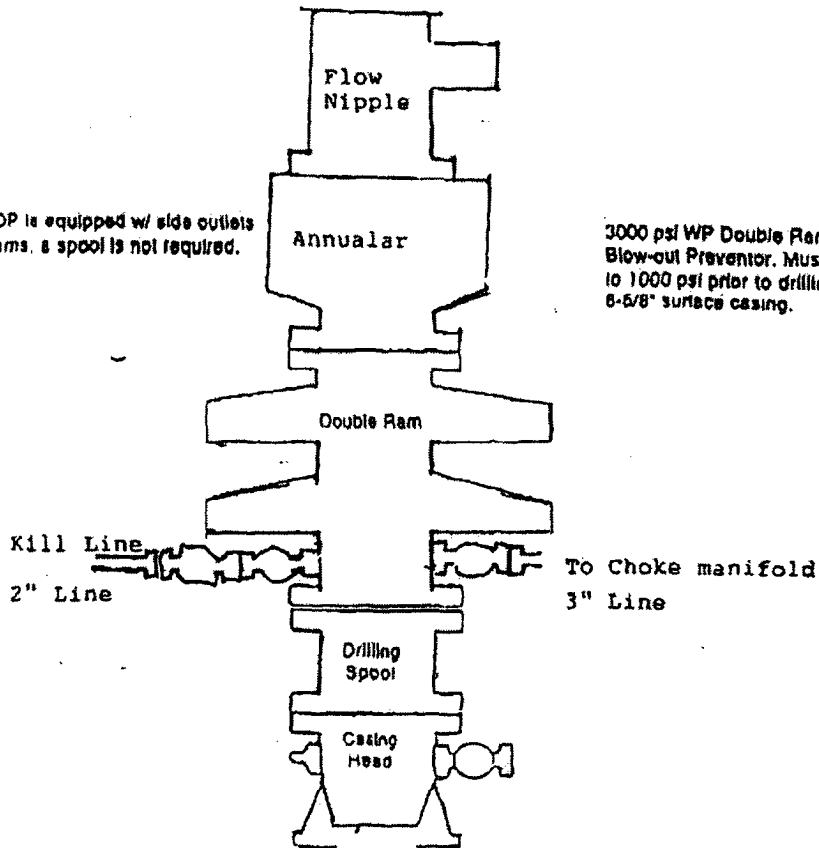 Flow
Nipple
OP is equipped w/ side outlets
ams, a spool is not required.
Annualar
3000 psi WP Double Ram
Blow-out Preventor. Mus
to 1000 psi prior to drilli
8-5/8" surface casing.
Double Ram
Kill Line
2" Line
To Choke manifold
3" Line
Drilling
Spool
Casing
Head